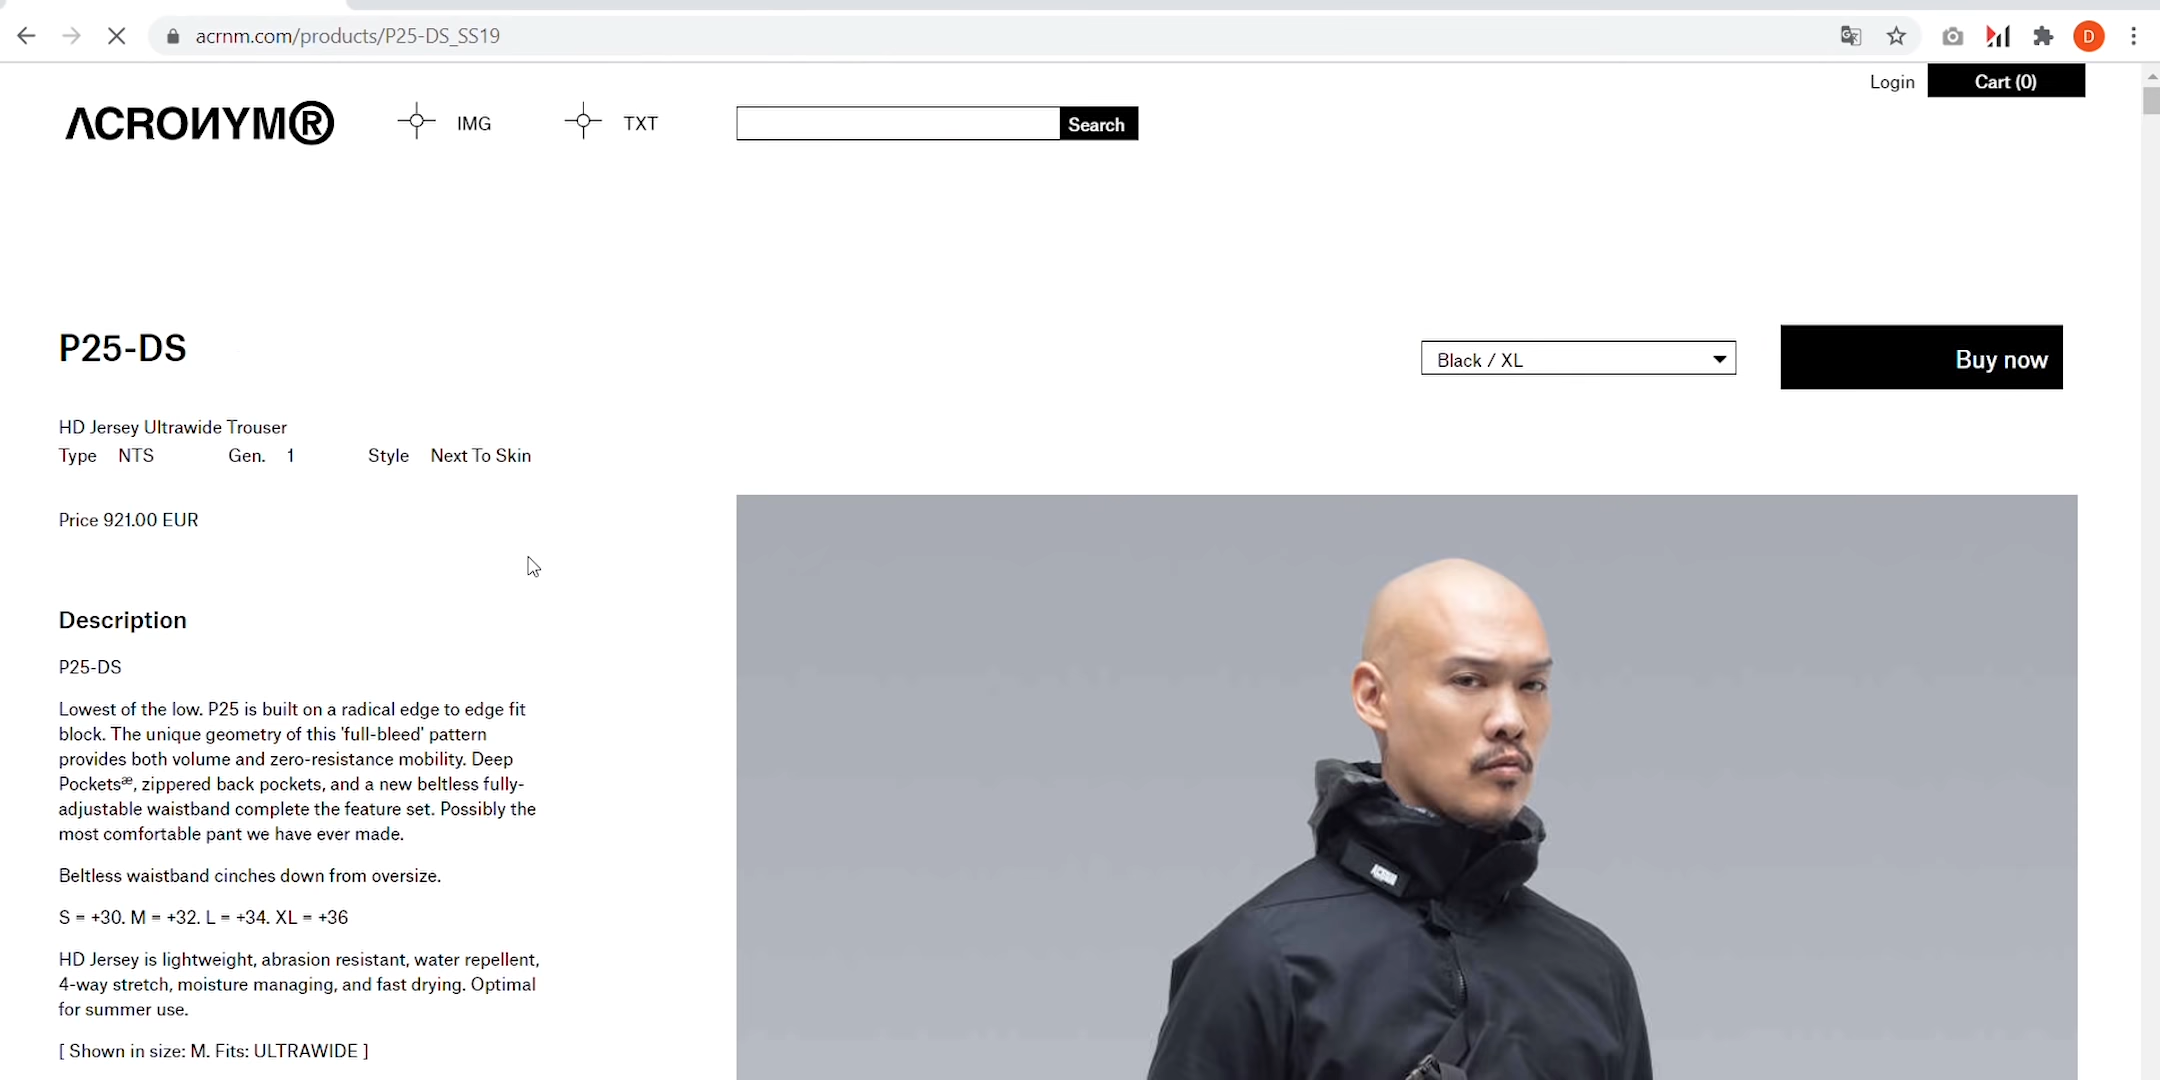 acrnm.com/products/P25-DS_SS19
D
Login
Cart (0)
ACROИYM®
IMG
TXT
Search
P25-DS
Black / XL
Buy now
HD Jersey Ultrawide Trouser
Type NTS Gen. 1 Style Next To Skin
Price 921.00 EUR
Description
P25-DS
Lowest of the low. P25 is built on a radical edge to edge fit
block. The unique geometry of this 'full-bleed' pattern
provides both volume and zero-resistance mobility. Deep
Pocketsᵆ, zippered back pockets, and a new beltless fully-
adjustable waistband complete the feature set. Possibly the
most comfortable pant we have ever made.
Beltless waistband cinches down from oversize.
S = +30. M = +32. L = +34. XL = +36
HD Jersey is lightweight, abrasion resistant, water repellent,
4-way stretch, moisture managing, and fast drying. Optimal
for summer use.
[ Shown in size: M. Fits: ULTRAWIDE ]